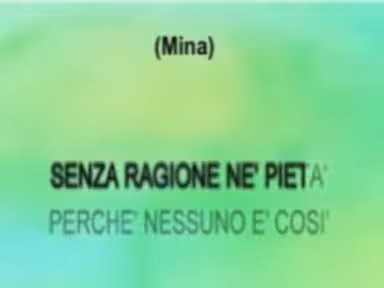 (Mina)
SENZA RAGIONE NE' PIETA'
PERCHE' NESSUNO E' COSI'